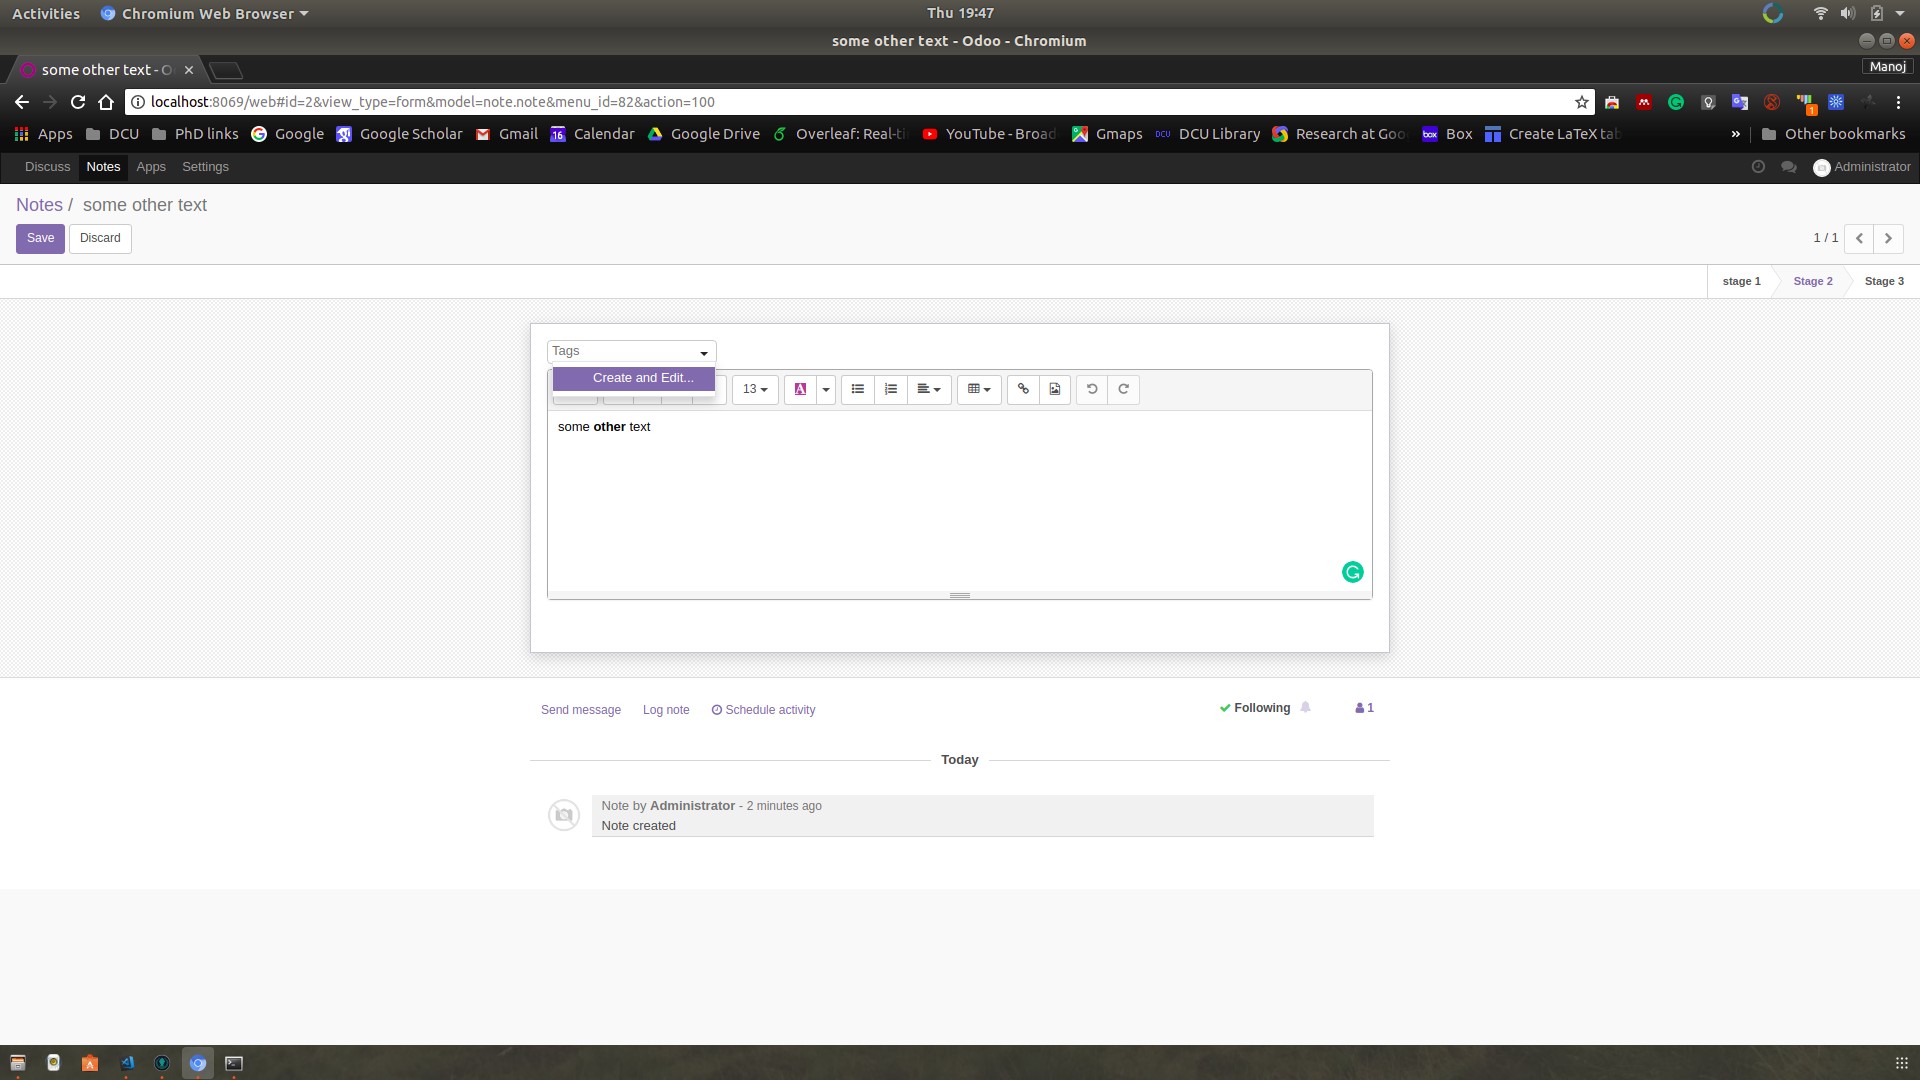 Activities Chromium Web Browser Thu 19:47
some other text - Odoo - Chromium
some other text - O Manoj
localhost:8069/web#id=2&view_type=form&model=note.note&menu_id=82&action=100
Apps DCU PhD links Google Google Scholar Gmail 16 Calendar Google Drive Overleaf: Real-ti YouTube - Broad Gmaps DCU DCU Library Research at Goo box Box Create LaTeX tab » Other bookmarks
Discuss Notes Apps Settings Administrator
Notes / some other text
Save Discard 1 / 1
stage 1 Stage 2 Stage 3
Tags
Create and Edit...
13 A
some other text
Send message Log note Schedule activity Following 1
Today
Note by Administrator - 2 minutes ago
Note created